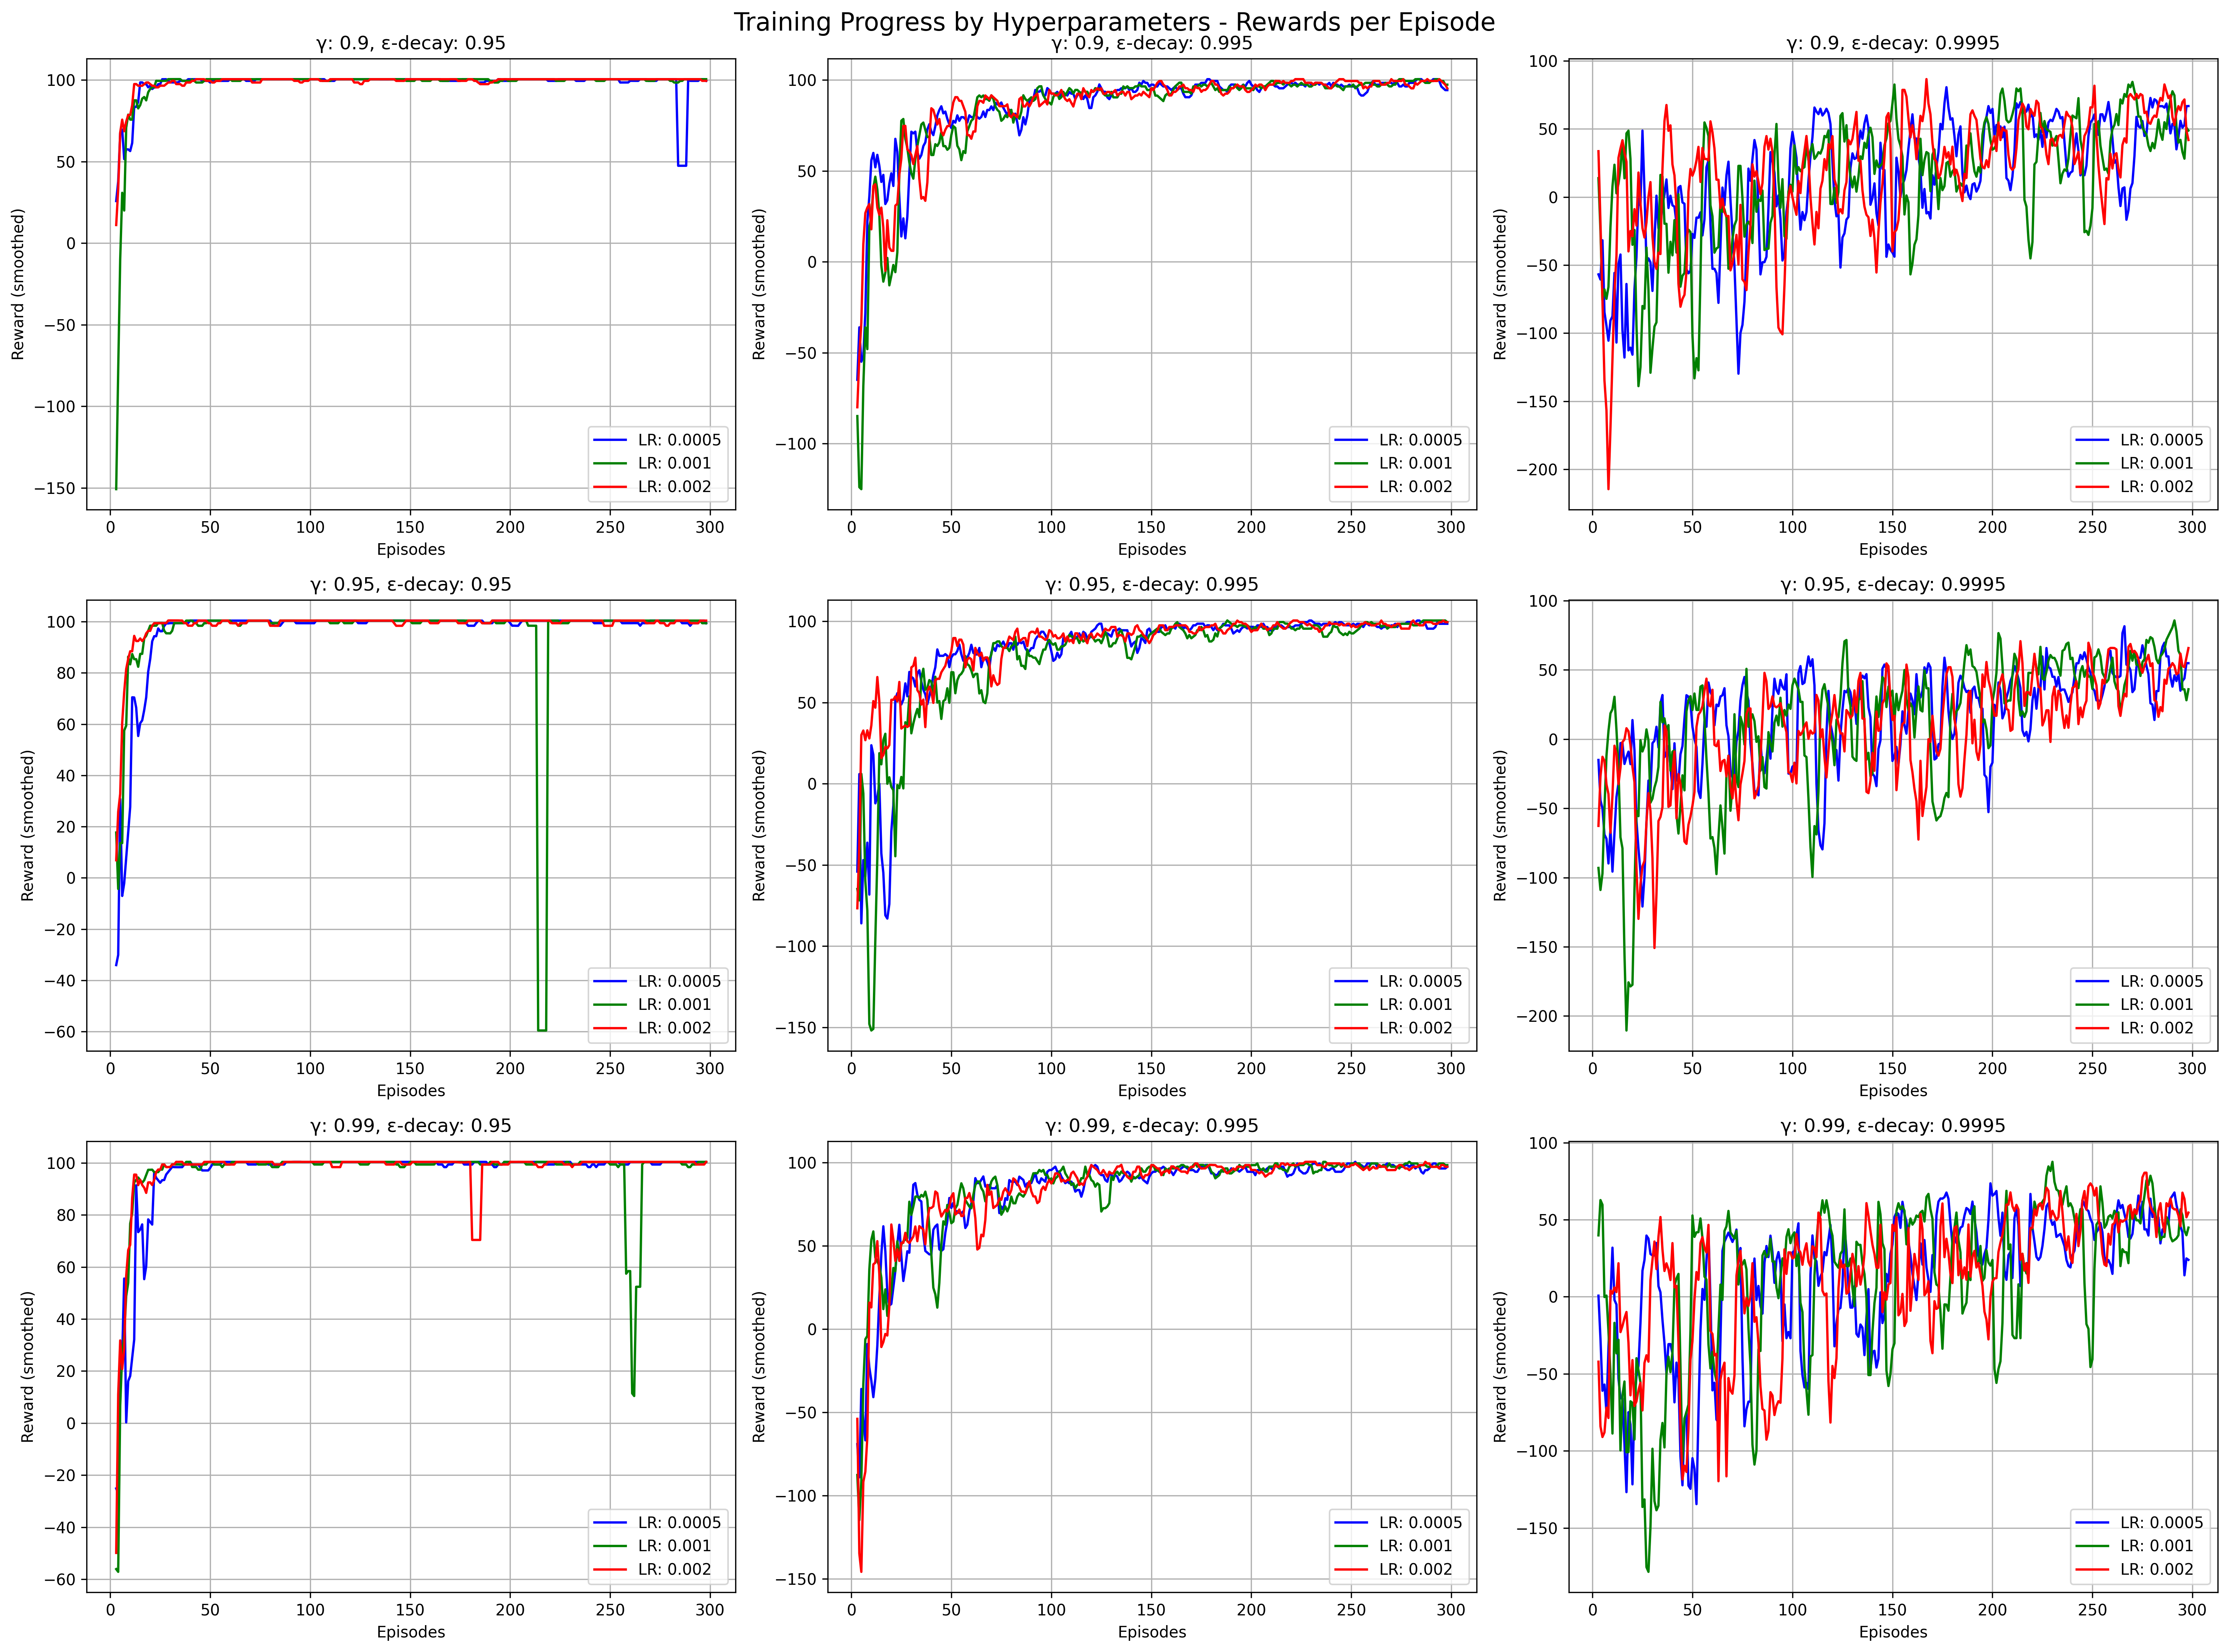 Training Progress by Hyperparameters - Rewards per Episode
γ: 0.9, ε-decay: 0.95
Reward (smoothed)
100
50
0
−50
−100
−150
0 50 100 150 200 250 300
Episodes
LR: 0.0005
LR: 0.001
LR: 0.002
γ: 0.9, ε-decay: 0.995
Reward (smoothed)
100
50
0
−50
−100
0 50 100 150 200 250 300
Episodes
LR: 0.0005
LR: 0.001
LR: 0.002
γ: 0.9, ε-decay: 0.9995
Reward (smoothed)
100
50
0
−50
−100
−150
−200
0 50 100 150 200 250 300
Episodes
LR: 0.0005
LR: 0.001
LR: 0.002
γ: 0.95, ε-decay: 0.95
Reward (smoothed)
100
80
60
40
20
0
−20
−40
−60
0 50 100 150 200 250 300
Episodes
LR: 0.0005
LR: 0.001
LR: 0.002
γ: 0.95, ε-decay: 0.995
Reward (smoothed)
100
50
0
−50
−100
−150
0 50 100 150 200 250 300
Episodes
LR: 0.0005
LR: 0.001
LR: 0.002
γ: 0.95, ε-decay: 0.9995
Reward (smoothed)
100
50
0
−50
−100
−150
−200
0 50 100 150 200 250 300
Episodes
LR: 0.0005
LR: 0.001
LR: 0.002
γ: 0.99, ε-decay: 0.95
Reward (smoothed)
100
80
60
40
20
0
−20
−40
−60
0 50 100 150 200 250 300
Episodes
LR: 0.0005
LR: 0.001
LR: 0.002
γ: 0.99, ε-decay: 0.995
Reward (smoothed)
100
50
0
−50
−100
−150
0 50 100 150 200 250 300
Episodes
LR: 0.0005
LR: 0.001
LR: 0.002
γ: 0.99, ε-decay: 0.9995
Reward (smoothed)
100
50
0
−50
−100
−150
0 50 100 150 200 250 300
Episodes
LR: 0.0005
LR: 0.001
LR: 0.002